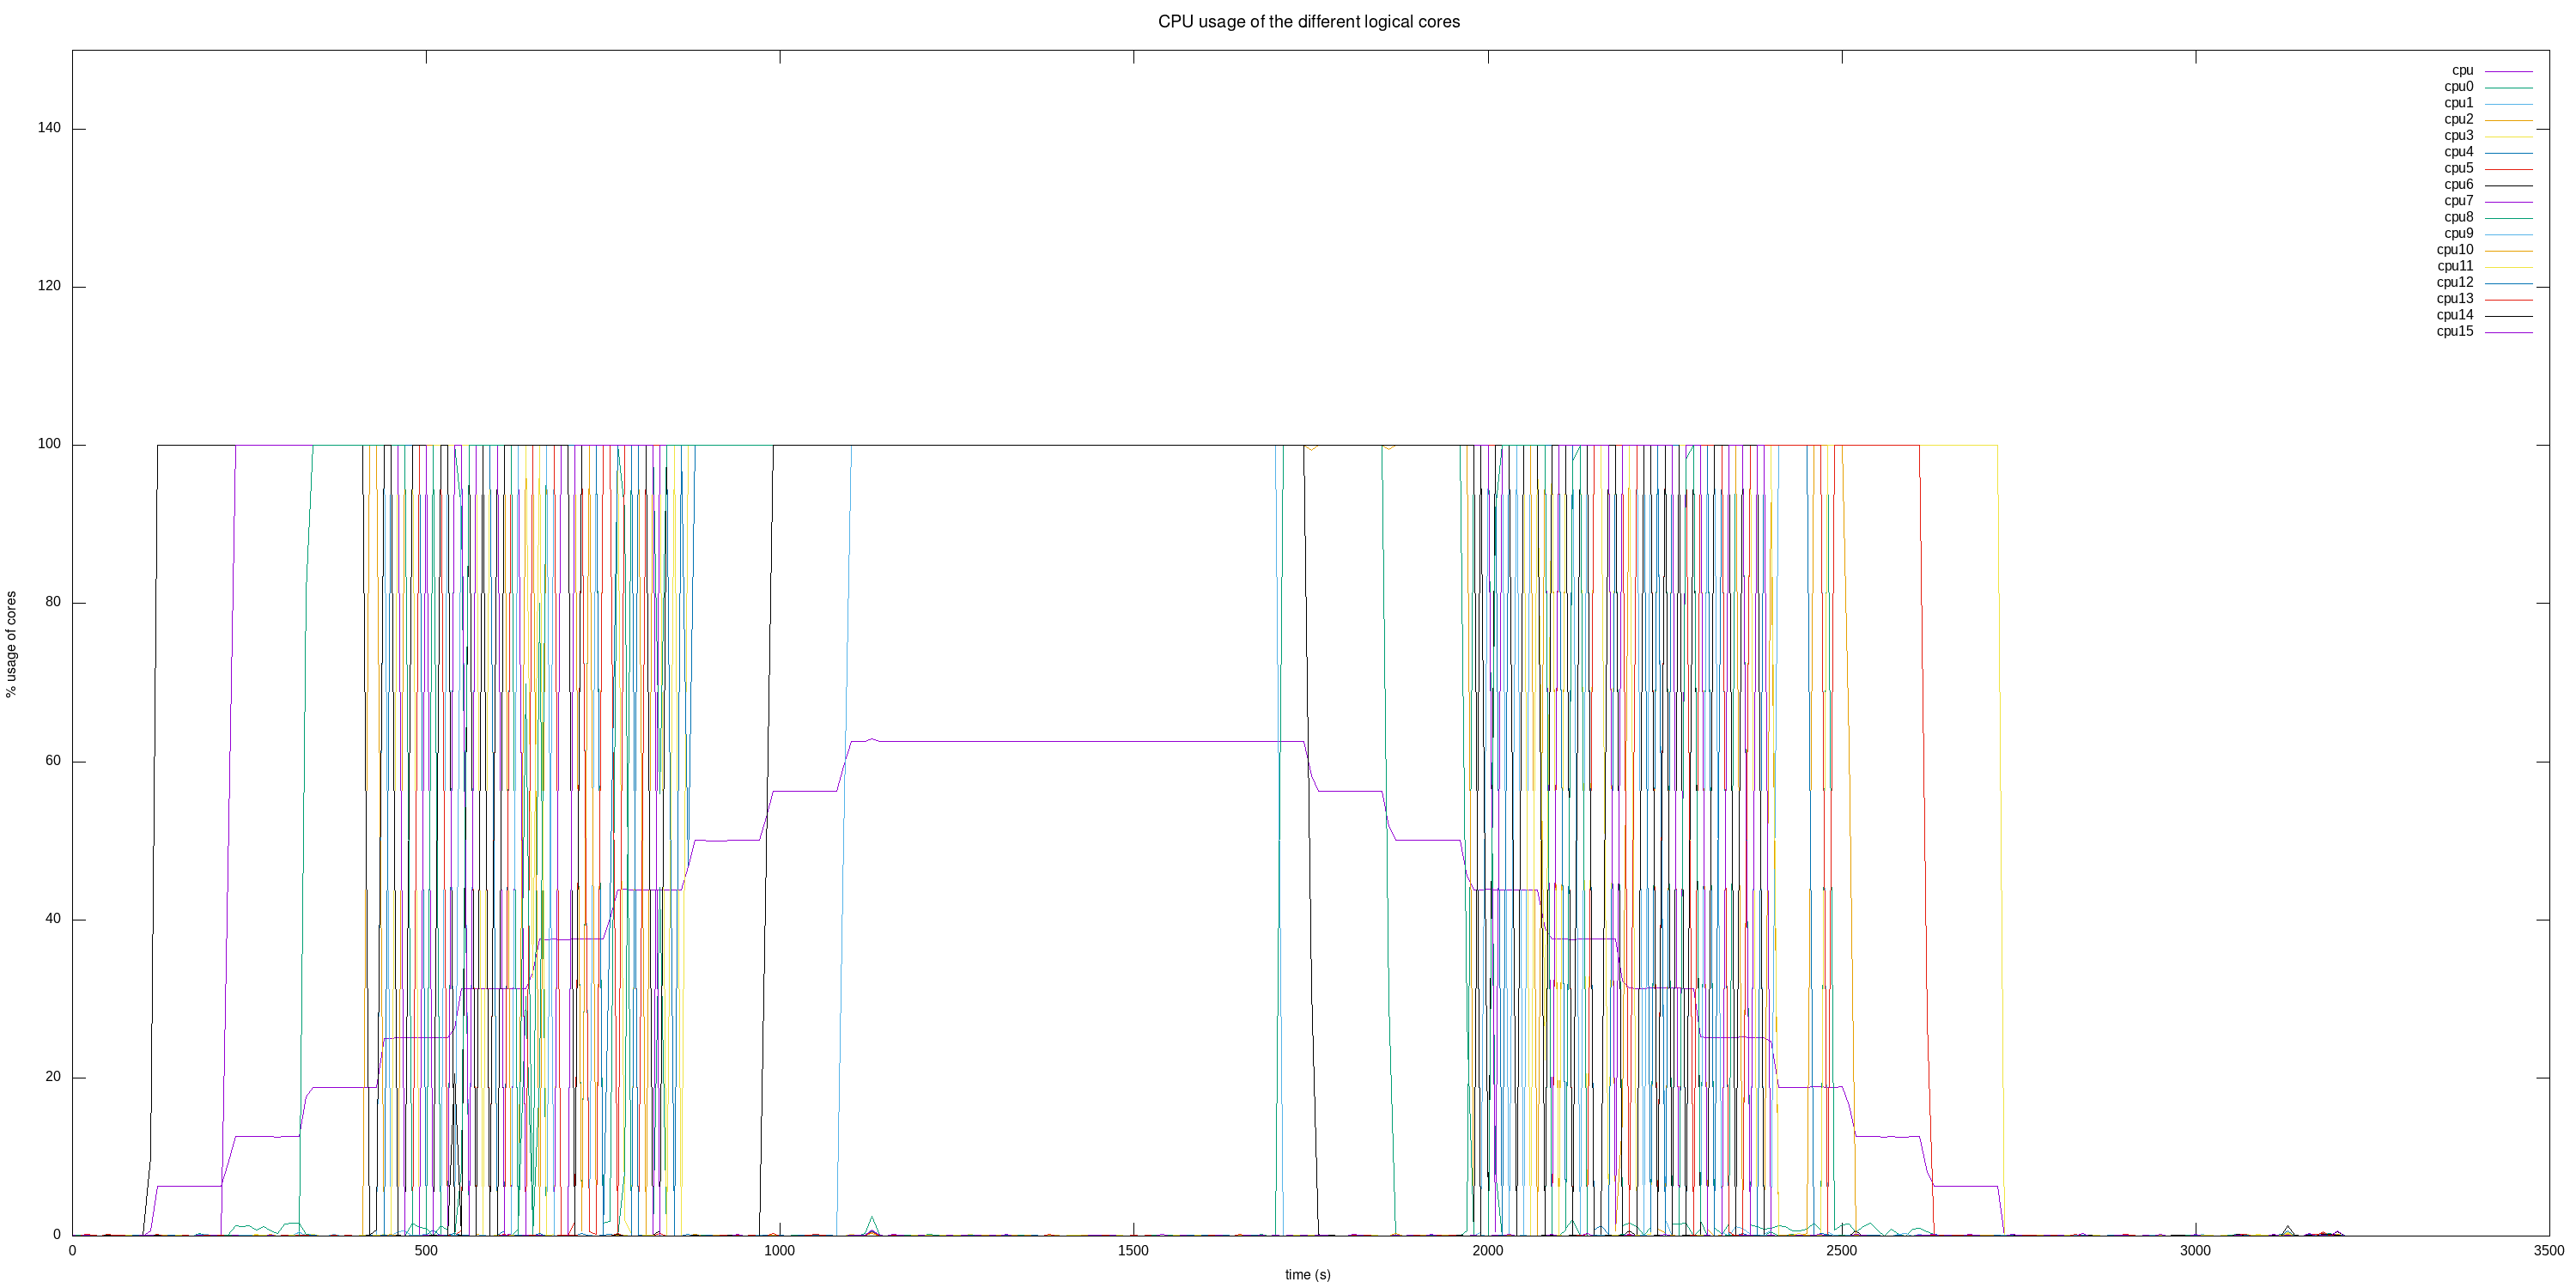 CPU usage of the different logical cores
cpu
cpu0
cpu1
cpu2
cpu3
cpu4
cpu5
cpu6
cpu7
cpu8
cpu9
cpu10
cpu11
cpu12
cpu13
cpu14
cpu15
140
120
100
80
60
40
20
0
% usage of cores
0 500 1000 1500 2000 2500 3000 3500
time (s)